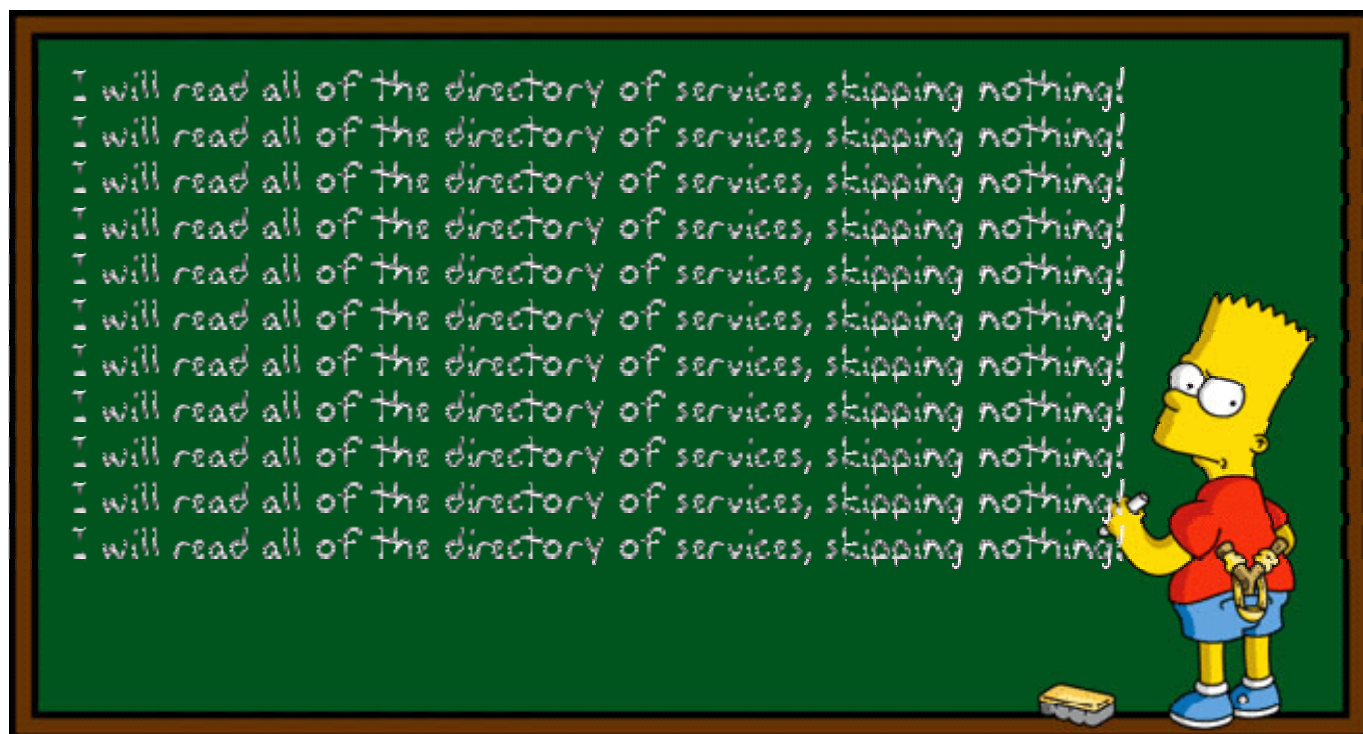 I will read all of the directory of services, skipping nothing!
I will read all of the directory of services, skipping nothing!
I will read all of the directory of services, skipping nothing!
I will read all of the directory of services, skipping nothing!
I will read all of the directory of services, skipping nothing!
I will read all of the directory of services, skipping nothing!
I will read all of the directory of services, skipping nothing!
I will read all of the directory of services, skipping nothing!
I will read all of the directory of services, skipping nothing!
I will read all of the directory of services, skipping nothing!
I will read all of the directory of services, skipping nothing!